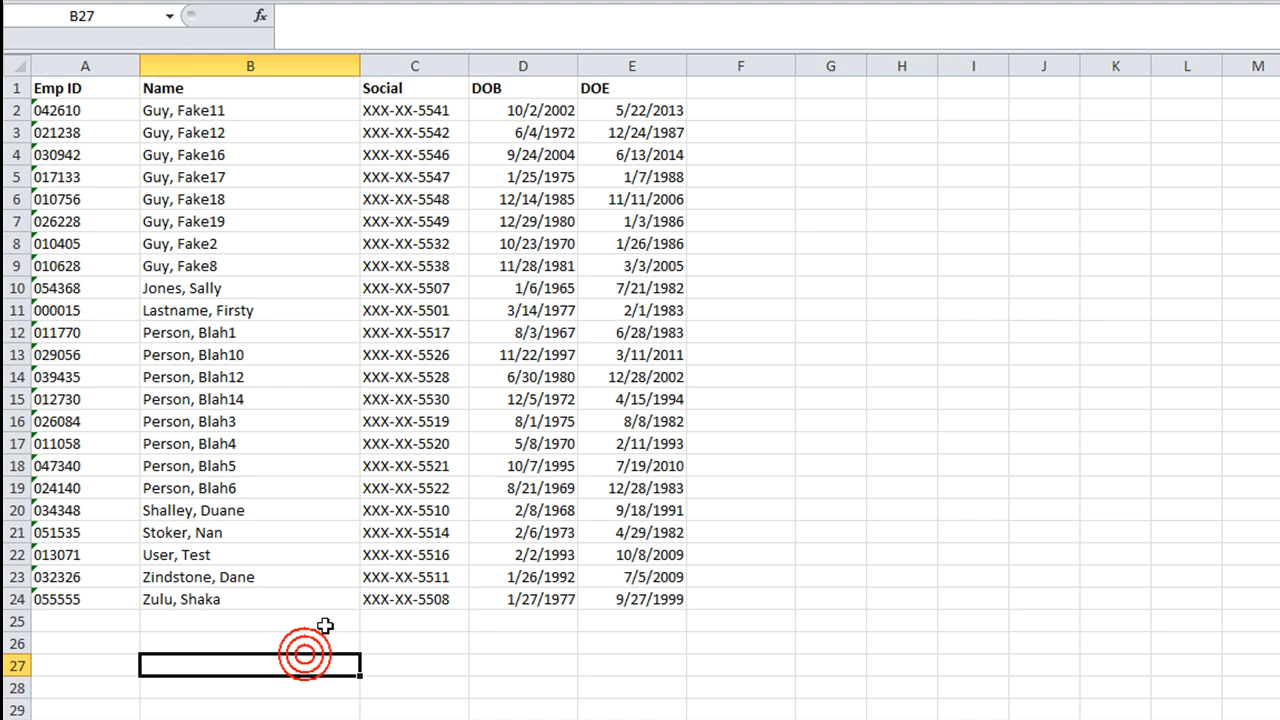 B27 fx
A B C D E F G H I J K L M
1 Emp ID Name Social DOB DOE
2 042610 Guy, Fake11 XXX-XX-5541 10/2/2002 5/22/2013
3 021238 Guy, Fake12 XXX-XX-5542 6/4/1972 12/24/1987
4 030942 Guy, Fake16 XXX-XX-5546 9/24/2004 6/13/2014
5 017133 Guy, Fake17 XXX-XX-5547 1/25/1975 1/7/1988
6 010756 Guy, Fake18 XXX-XX-5548 12/14/1985 11/11/2006
7 026228 Guy, Fake19 XXX-XX-5549 12/29/1980 1/3/1986
8 010405 Guy, Fake2 XXX-XX-5532 10/23/1970 1/26/1986
9 010628 Guy, Fake8 XXX-XX-5538 11/28/1981 3/3/2005
10 054368 Jones, Sally XXX-XX-5507 1/6/1965 7/21/1982
11 000015 Lastname, Firsty XXX-XX-5501 3/14/1977 2/1/1983
12 011770 Person, Blah1 XXX-XX-5517 8/3/1967 6/28/1983
13 029056 Person, Blah10 XXX-XX-5526 11/22/1997 3/11/2011
14 039435 Person, Blah12 XXX-XX-5528 6/30/1980 12/28/2002
15 012730 Person, Blah14 XXX-XX-5530 12/5/1972 4/15/1994
16 026084 Person, Blah3 XXX-XX-5519 8/1/1975 8/8/1982
17 011058 Person, Blah4 XXX-XX-5520 5/8/1970 2/11/1993
18 047340 Person, Blah5 XXX-XX-5521 10/7/1995 7/19/2010
19 024140 Person, Blah6 XXX-XX-5522 8/21/1969 12/28/1983
20 034348 Shalley, Duane XXX-XX-5510 2/8/1968 9/18/1991
21 051535 Stoker, Nan XXX-XX-5514 2/6/1973 4/29/1982
22 013071 User, Test XXX-XX-5516 2/2/1993 10/8/2009
23 032326 Zindstone, Dane XXX-XX-5511 1/26/1992 7/5/2009
24 055555 Zulu, Shaka XXX-XX-5508 1/27/1977 9/27/1999
25
26
27
28
29